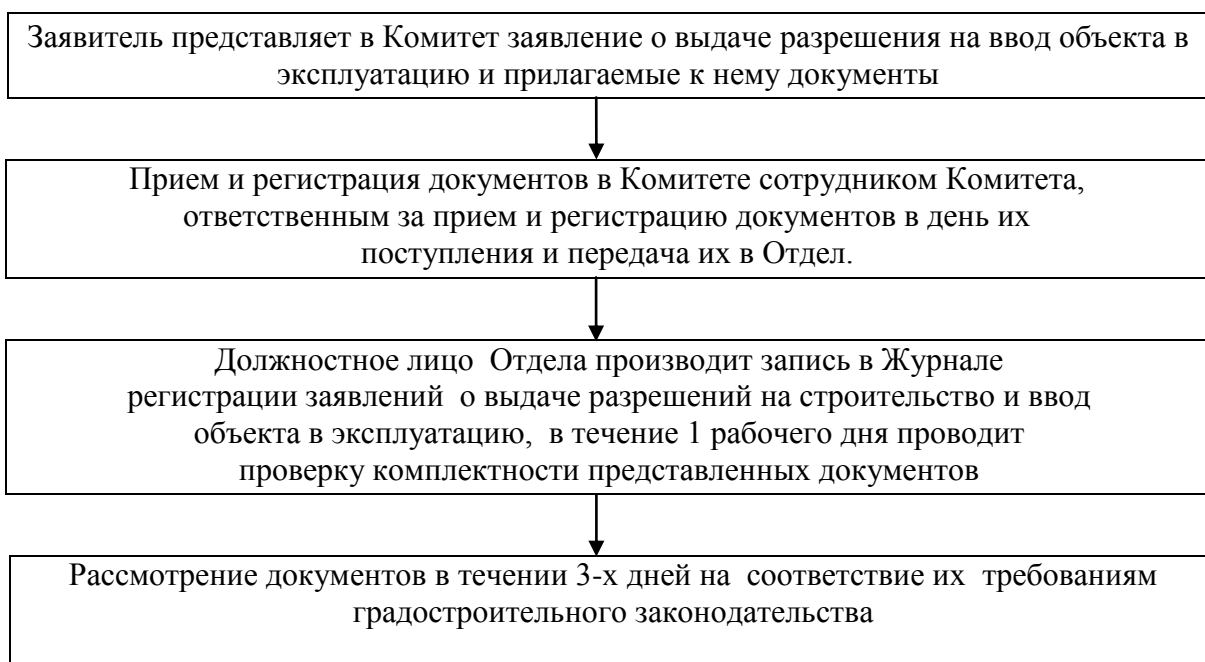 Заявитель представляет в Комитет заявление о выдаче разрешения на ввод объекта в
эксплуатацию и прилагаемые к нему документы
Прием и регистрация документов в Комитете сотрудником Комитета,
ответственным за прием и регистрацию документов в день их
поступления и передача их в Отдел.
Должностное лицо Отдела производит запись в Журнале
регистрации заявлений о выдаче разрешений на строительство и ввод
объекта в эксплуатацию, в течение 1 рабочего дня проводит
проверку комплектности представленных документов
Рассмотрение документов в течении 3-х дней на соответствие их требованиям
градостроительного законодательства